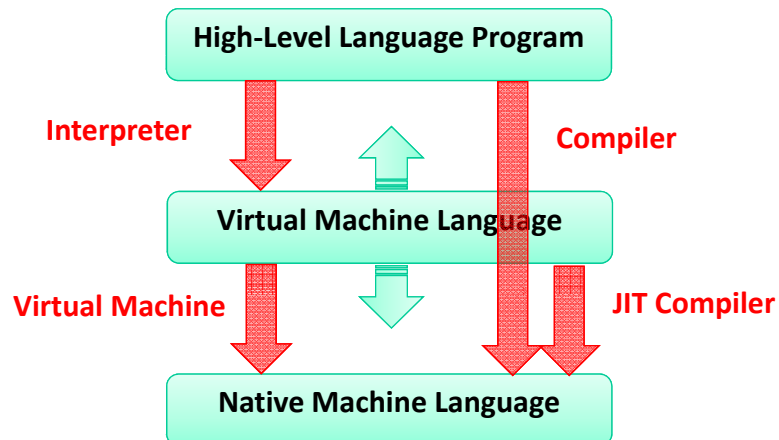 High-Level Language Program
Interpreter
Compiler
Virtual Machine Language
Virtual Machine
JIT Compiler
Native Machine Language